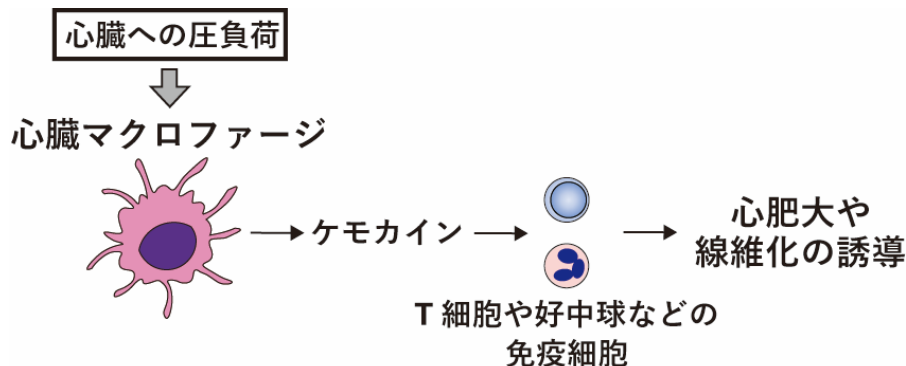 心臓への圧負荷
心臓マクロファージ
ケモカイン
T 細胞や好中球などの
免疫細胞
心肥大や
線維化の誘導